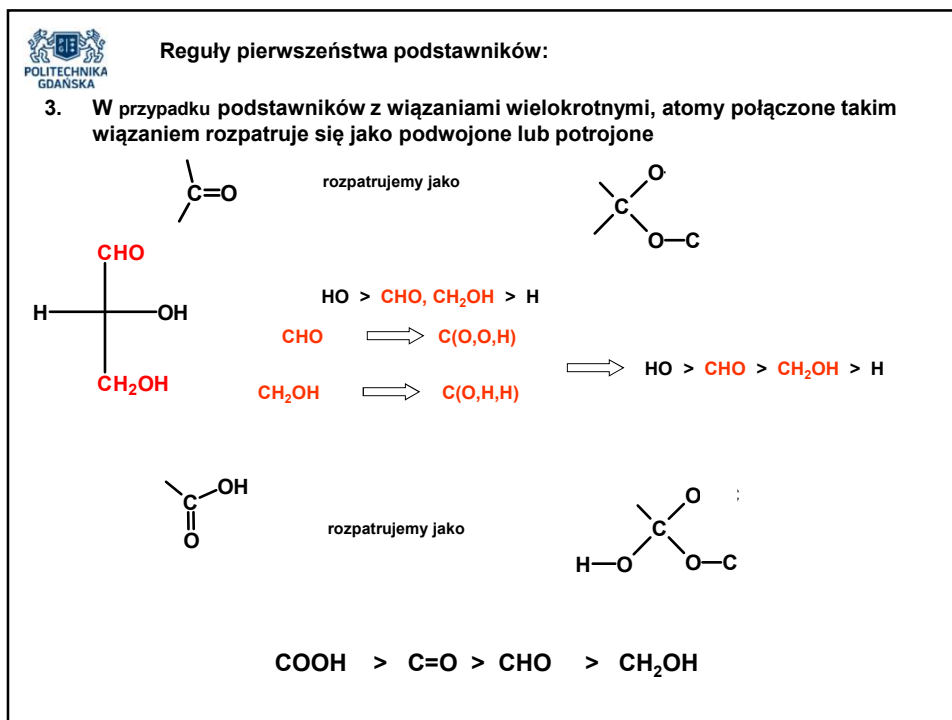 POLITECHNIKA
GDAŃSKA
Reguły pierwszeństwa podstawników:
3. W przypadku podstawników z wiązaniami wielokrotnymi, atomy połączone takim
wiązaniem rozpatruje się jako podwojone lub potrojone
C=O
rozpatrujemy jako
O
C
O—C
CHO
H
OH
CH₂OH
HO > CHO, CH₂OH > H
CHO C(O,O,H)
CH₂OH C(O,H,H)
HO > CHO > CH₂OH > H
OH
C
O
rozpatrujemy jako
O
C
H—O
O—C
COOH > C=O > CHO > CH₂OH